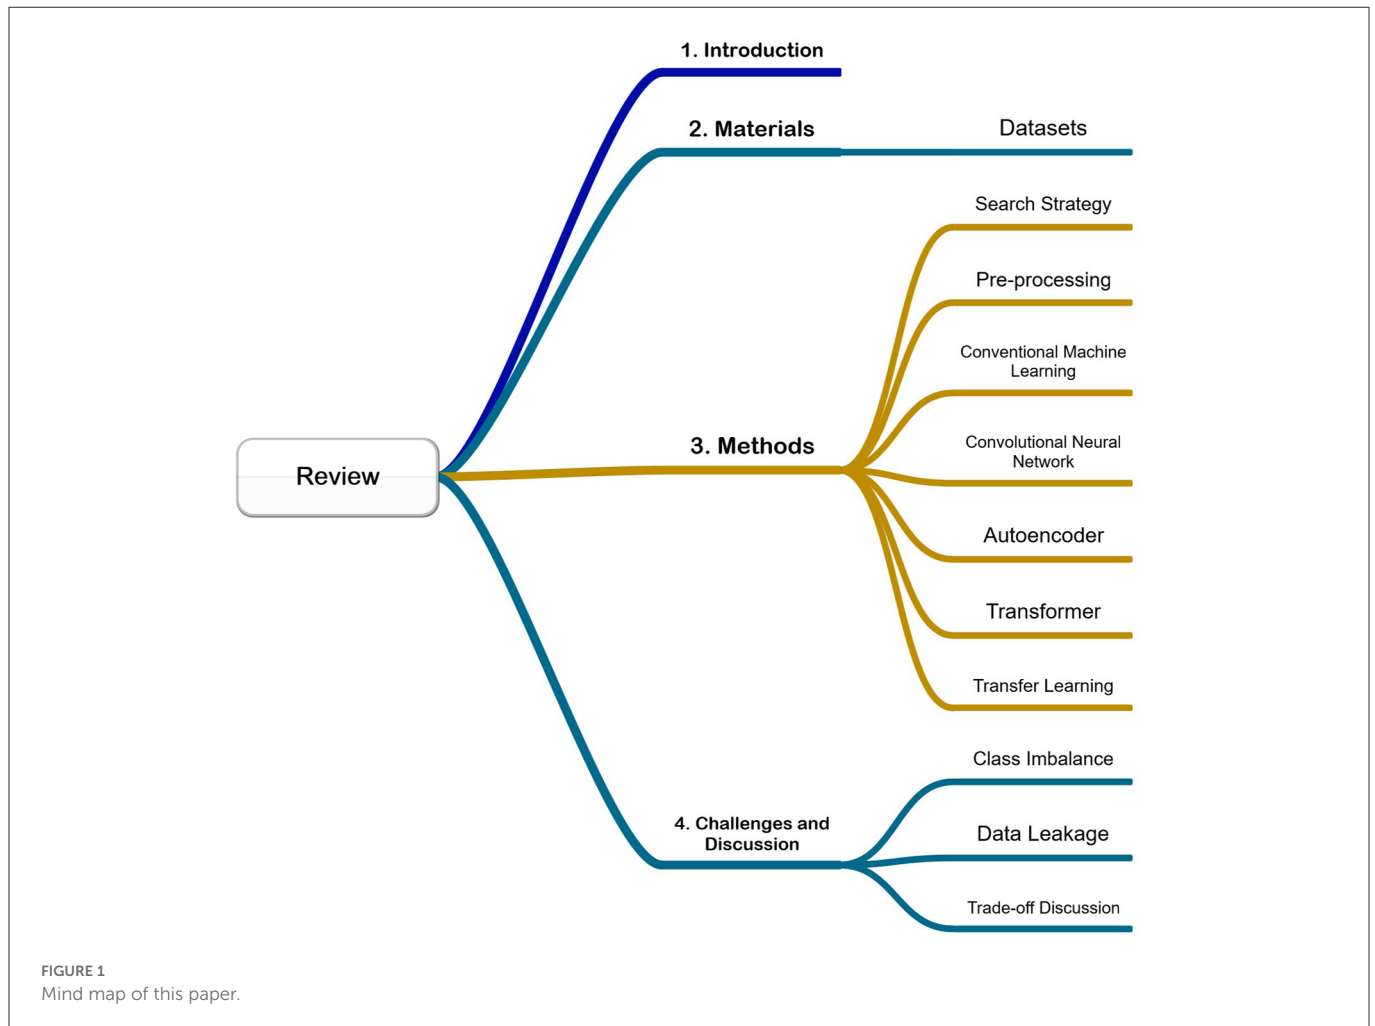 1. Introduction
2. Materials
Datasets
Search Strategy
Pre-processing
Conventional Machine
Learning
Convolutional Neural
Network
3. Methods
Review
Autoencoder
Transformer
Transfer Learning
Class Imbalance
4. Challenges and
Discussion
Data Leakage
Trade-off Discussion
FIGURE 1
Mind map of this paper.